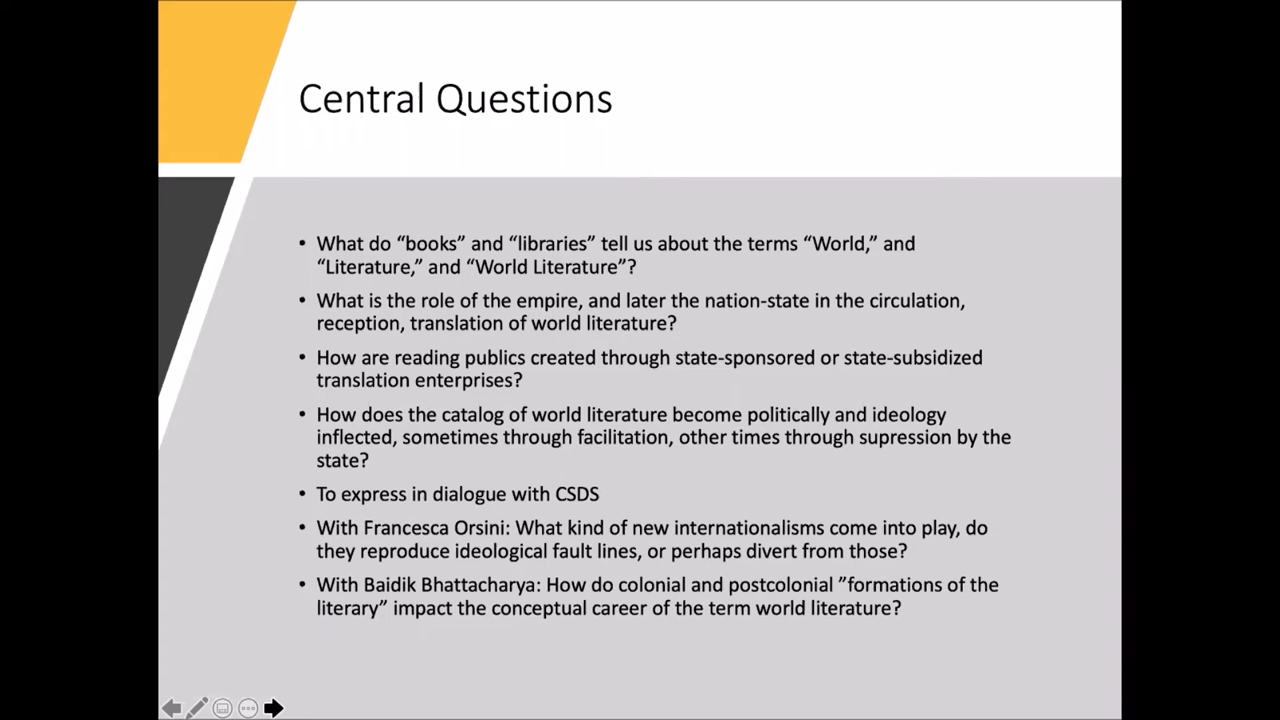 Central Questions
• What do “books” and “libraries” tell us about the terms “World,” and
“Literature,” and “World Literature”?
• What is the role of the empire, and later the nation-state in the circulation,
reception, translation of world literature?
• How are reading publics created through state-sponsored or state-subsidized
translation enterprises?
• How does the catalog of world literature become politically and ideology
inflected, sometimes through facilitation, other times through supression by the
state?
• To express in dialogue with CSDS
• With Francesca Orsini: What kind of new internationalisms come into play, do
they reproduce ideological fault lines, or perhaps divert from those?
• With Baidik Bhattacharya: How do colonial and postcolonial ”formations of the
literary” impact the conceptual career of the term world literature?